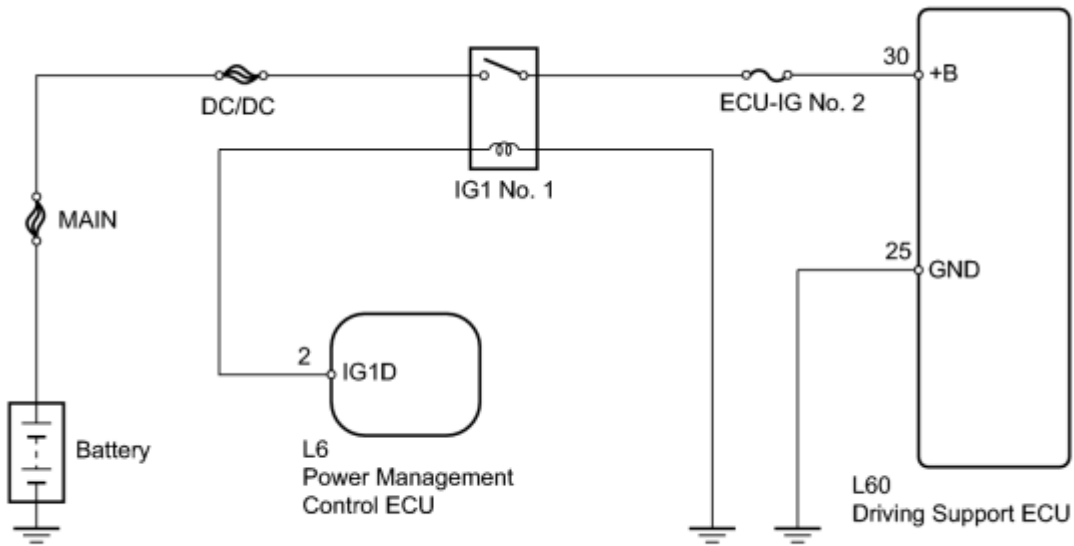 30
+B
DC/DC
ECU-IG No. 2
IG1 No. 1
MAIN
25
GND
2
IG1D
Battery
L6
Power Management
Control ECU
L60
Driving Support ECU